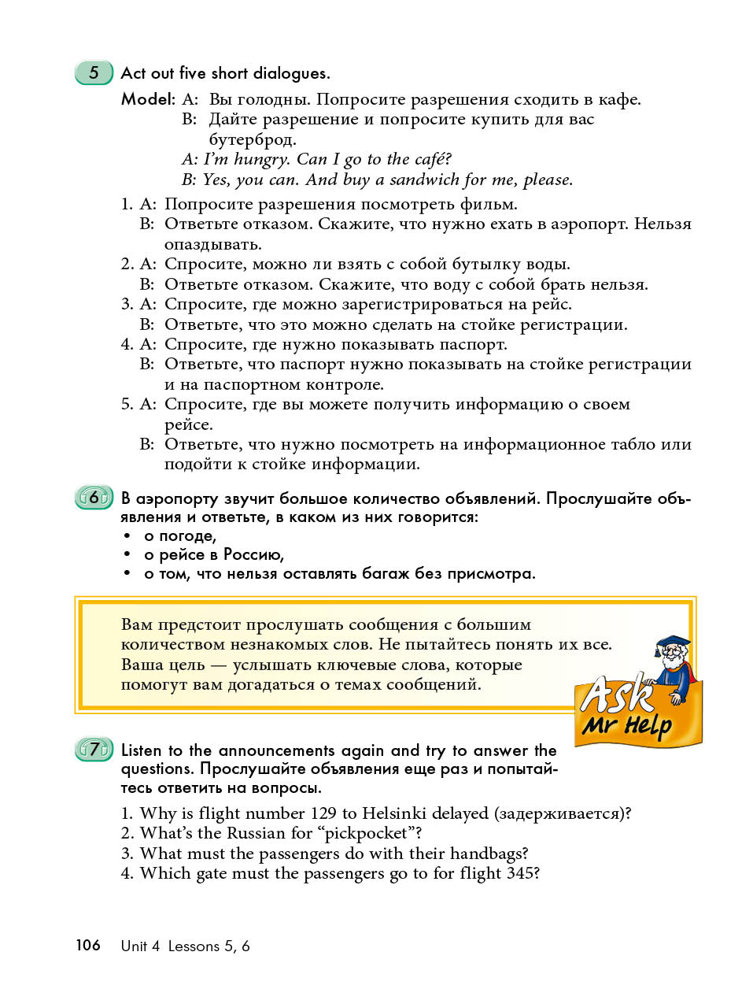 5 Act out five short dialogues.
Model: A: Вы голодны. Попросите разрешения сходить в кафе.
B: Дайте разрешение и попросите купить для вас
бутерброд.
A: I'm hungry. Can I go to the café?
B: Yes, you can. And buy a sandwich for me, please.
1. A: Попросите разрешения посмотреть фильм.
B: Ответьте отказом. Скажите, что нужно ехать в аэропорт. Нельзя
опаздывать.
2. A: Спросите, можно ли взять с собой бутылку воды.
B: Ответьте отказом. Скажите, что воду с собой брать нельзя.
3. A: Спросите, где можно зарегистрироваться на рейс.
B: Ответьте, что это можно сделать на стойке регистрации.
4. A: Спросите, где нужно показывать паспорт.
B: Ответьте, что паспорт нужно показывать на стойке регистрации
и на паспортном контроле.
5. A: Спросите, где вы можете получить информацию о своем
рейсе.
B: Ответьте, что нужно посмотреть на информационное табло или
подойти к стойке информации.
6 В аэропорту звучит большое количество объявлений. Прослушайте объ-
явления и ответьте, в каком из них говорится:
• о погоде,
• о рейсе в Россию,
• о том, что нельзя оставлять багаж без присмотра.
Вам предстоит прослушать сообщения с большим
количеством незнакомых слов. Не пытайтесь понять их все.
Ваша цель — услышать ключевые слова, которые
помогут вам догадаться о темах сообщений.
Ask
Mr Help
7 Listen to the announcements again and try to answer the
questions. Прослушайте объявления еще раз и попытай-
тесь ответить на вопросы.
1. Why is flight number 129 to Helsinki delayed (задерживается)?
2. What's the Russian for “pickpocket”?
3. What must the passengers do with their handbags?
4. Which gate must the passengers go to for flight 345?
106 Unit 4 Lessons 5, 6